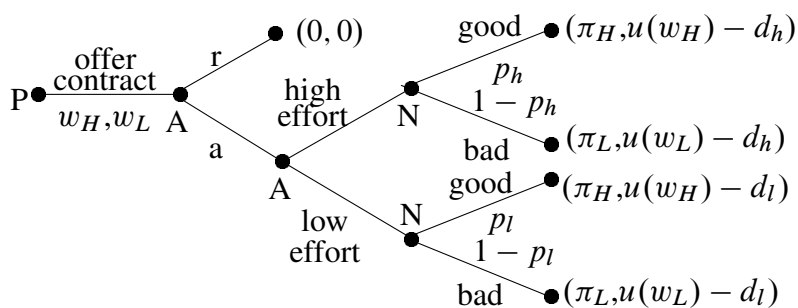 offer
contract
P
w_H, w_L
A
r
(0, 0)
a
A
high
effort
N
good
(π_H, u(w_H) − d_h)
p_h
1 − p_h
bad
(π_L, u(w_L) − d_h)
low
effort
N
good
(π_H, u(w_H) − d_l)
p_l
1 − p_l
bad
(π_L, u(w_L) − d_l)